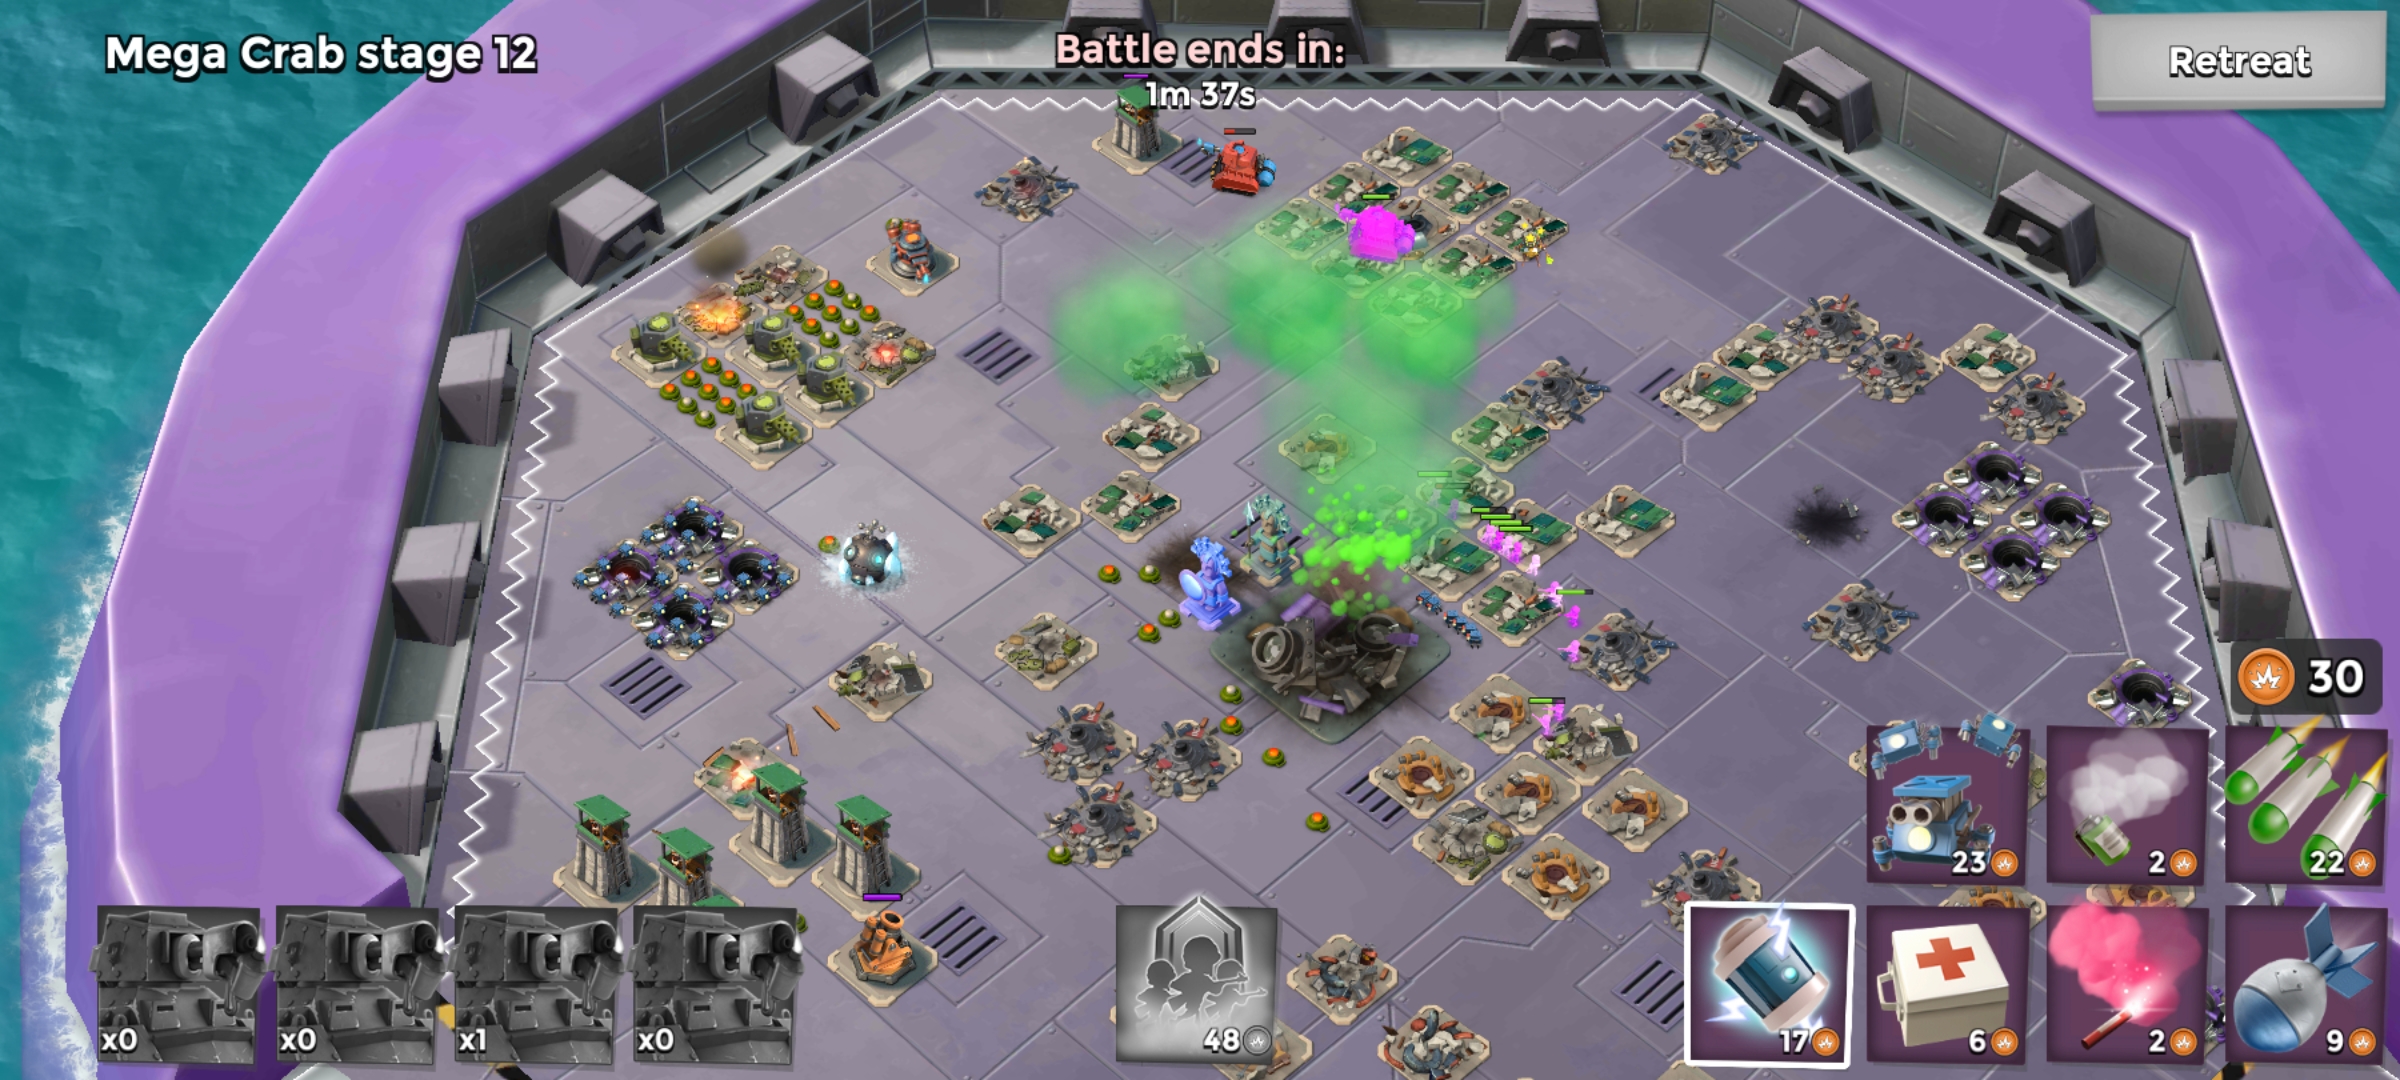 Mega Crab stage 12
Battle ends in:
1m 37s
Retreat
30
23
2
22
x0
x0
x1
x0
48
17
6
2
9